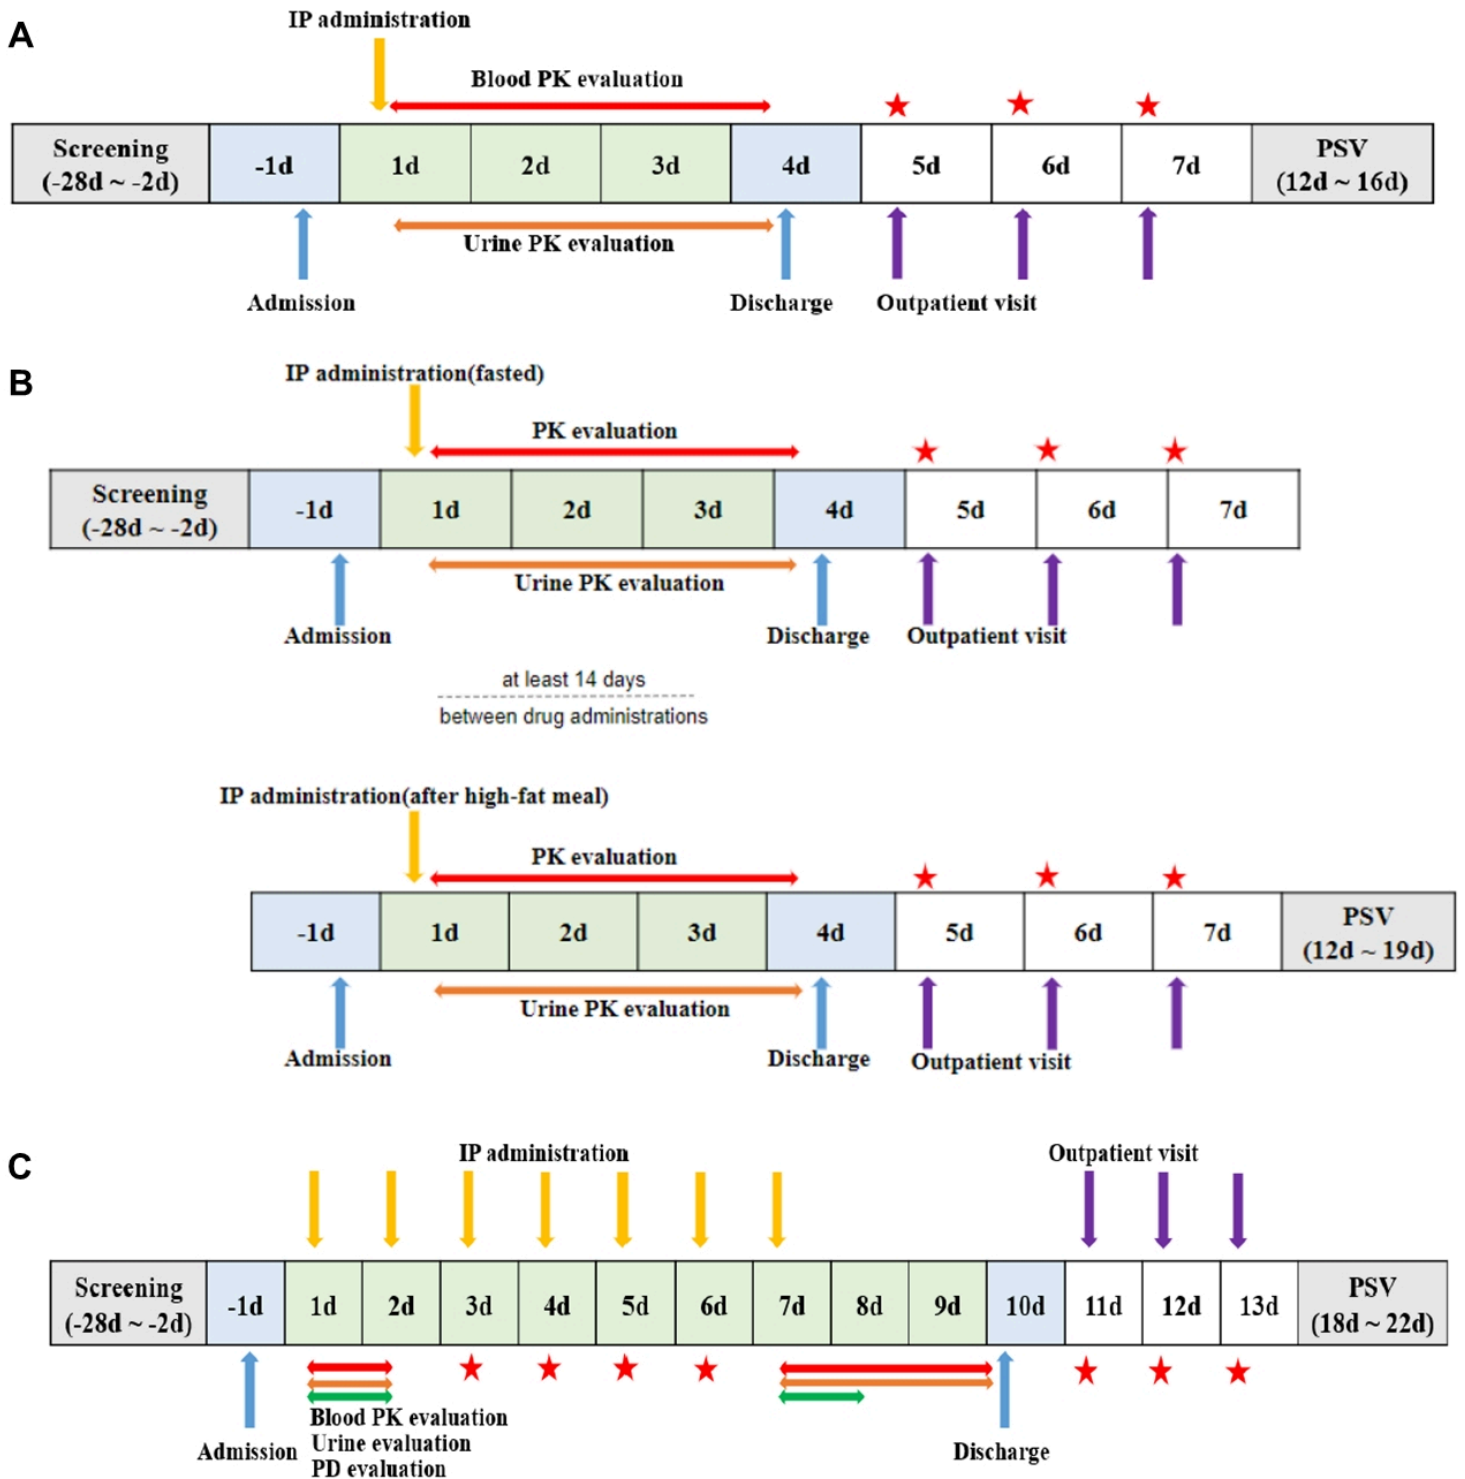 A
IP administration
Blood PK evaluation
Screening
(-28d ~ -2d)
-1d
1d
2d
3d
4d
5d
6d
7d
PSV
(12d ~ 16d)
Urine PK evaluation
Admission
Discharge
Outpatient visit
B
IP administration(fasted)
PK evaluation
Screening
(-28d ~ -2d)
-1d
1d
2d
3d
4d
5d
6d
7d
Urine PK evaluation
Admission
Discharge
Outpatient visit
at least 14 days
between drug administrations
IP administration(after high-fat meal)
PK evaluation
-1d
1d
2d
3d
4d
5d
6d
7d
PSV
(12d ~ 19d)
Urine PK evaluation
Admission
Discharge
Outpatient visit
C
IP administration
Outpatient visit
Screening
(-28d ~ -2d)
-1d
1d
2d
3d
4d
5d
6d
7d
8d
9d
10d
11d
12d
13d
PSV
(18d ~ 22d)
Blood PK evaluation
Urine evaluation
PD evaluation
Admission
Discharge